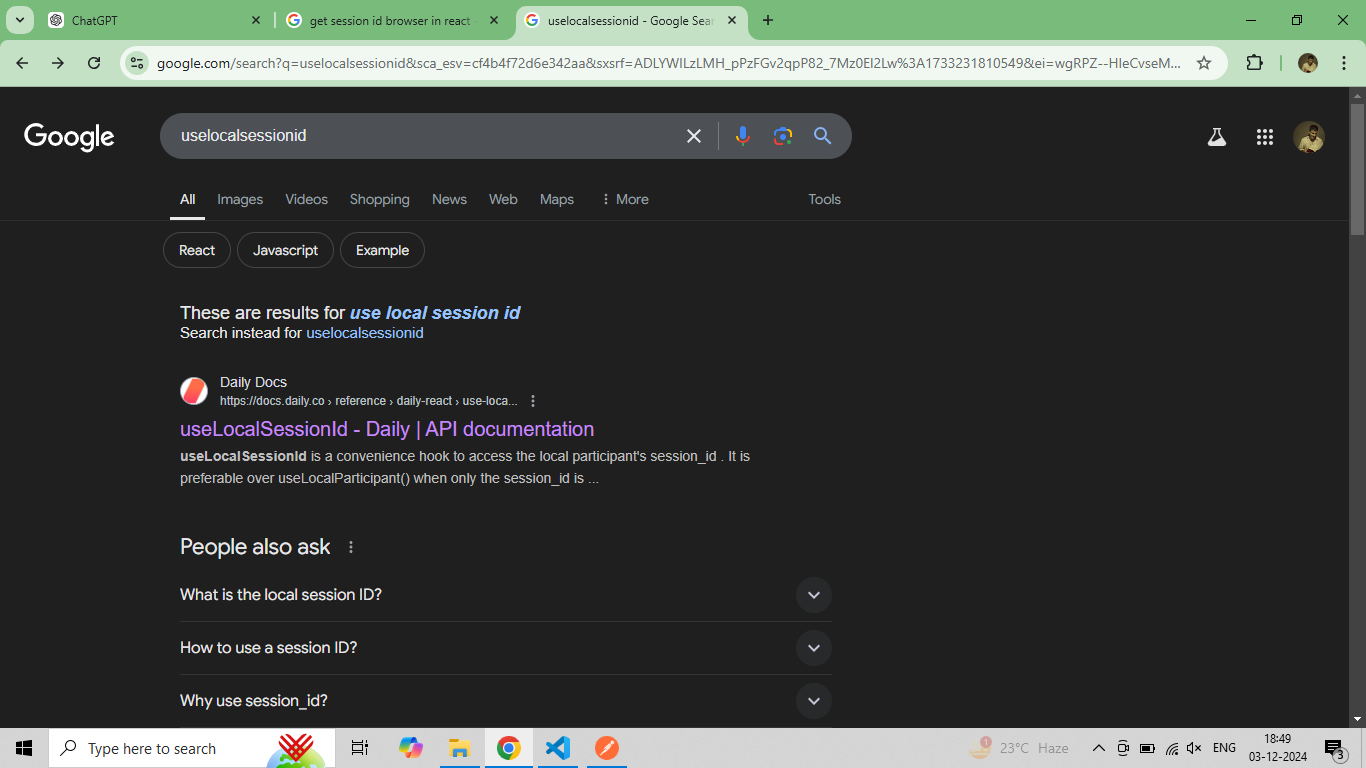 ChatGPT
get session id browser in react -
uselocalsessionid - Google Sear
google.com/search?q=uselocalsessionid&sca_esv=cf4b4f72d6e342aa&sxsrf=ADLYWILzLMH_pPzFGv2qpP82_7Mz0EI2Lw%3A1733231810549&ei=wgRPZ--HIeCvseM...
Google
uselocalsessionid
All Images Videos Shopping News Web Maps More Tools
React Javascript Example
These are results for use local session id
Search instead for uselocalsessionid
Daily Docs
https://docs.daily.co › reference › daily-react › use-loca...
useLocalSessionId - Daily | API documentation
useLocalSessionId is a convenience hook to access the local participant's session_id . It is
preferable over useLocalParticipant() when only the session_id is ...
People also ask
What is the local session ID?
How to use a session ID?
Why use session_id?
Type here to search
1
23°C Haze
ENG
18:49
03-12-2024
3